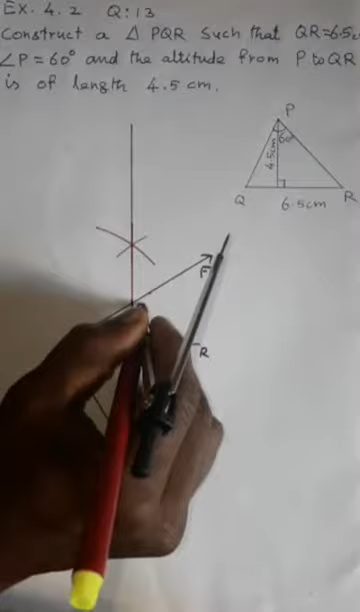 EX. 4.2 Q:13
Construct a Δ PQR such that QR=6.5c
∠P = 60° and the altitude from P to QR
is of length 4.5 cm.
P
60°
4.5cm
Q R
6.5cm
F
R